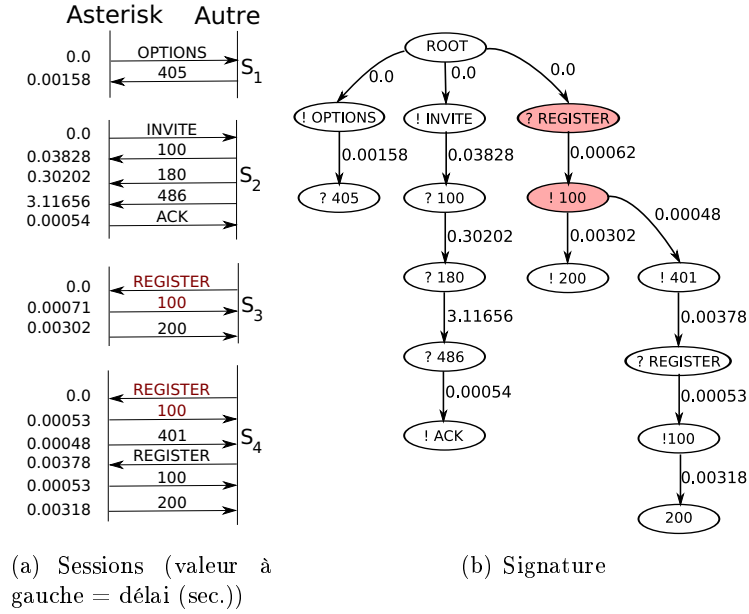 Asterisk Autre
0.0 OPTIONS
0.00158 405
S1
0.0 INVITE
0.03828 100
0.30202 180
3.11656 486
0.00054 ACK
S2
0.0 REGISTER
0.00071 100
0.00302 200
S3
0.0 REGISTER
0.00053 100
0.00048 401
0.00378 REGISTER
0.00053 100
0.00318 200
S4
(a) Sessions (valeur à
gauche = délai (sec.))
ROOT
0.0 0.0 0.0
! OPTIONS ! INVITE ? REGISTER
0.00158 0.03828 0.00062
? 405 ? 100 ! 100
0.30202 0.00302 0.00048
? 180 ! 200 ! 401
3.11656 0.00378
? 486 ? REGISTER
0.00054 0.00053
! ACK !100
0.00318
200
(b) Signature